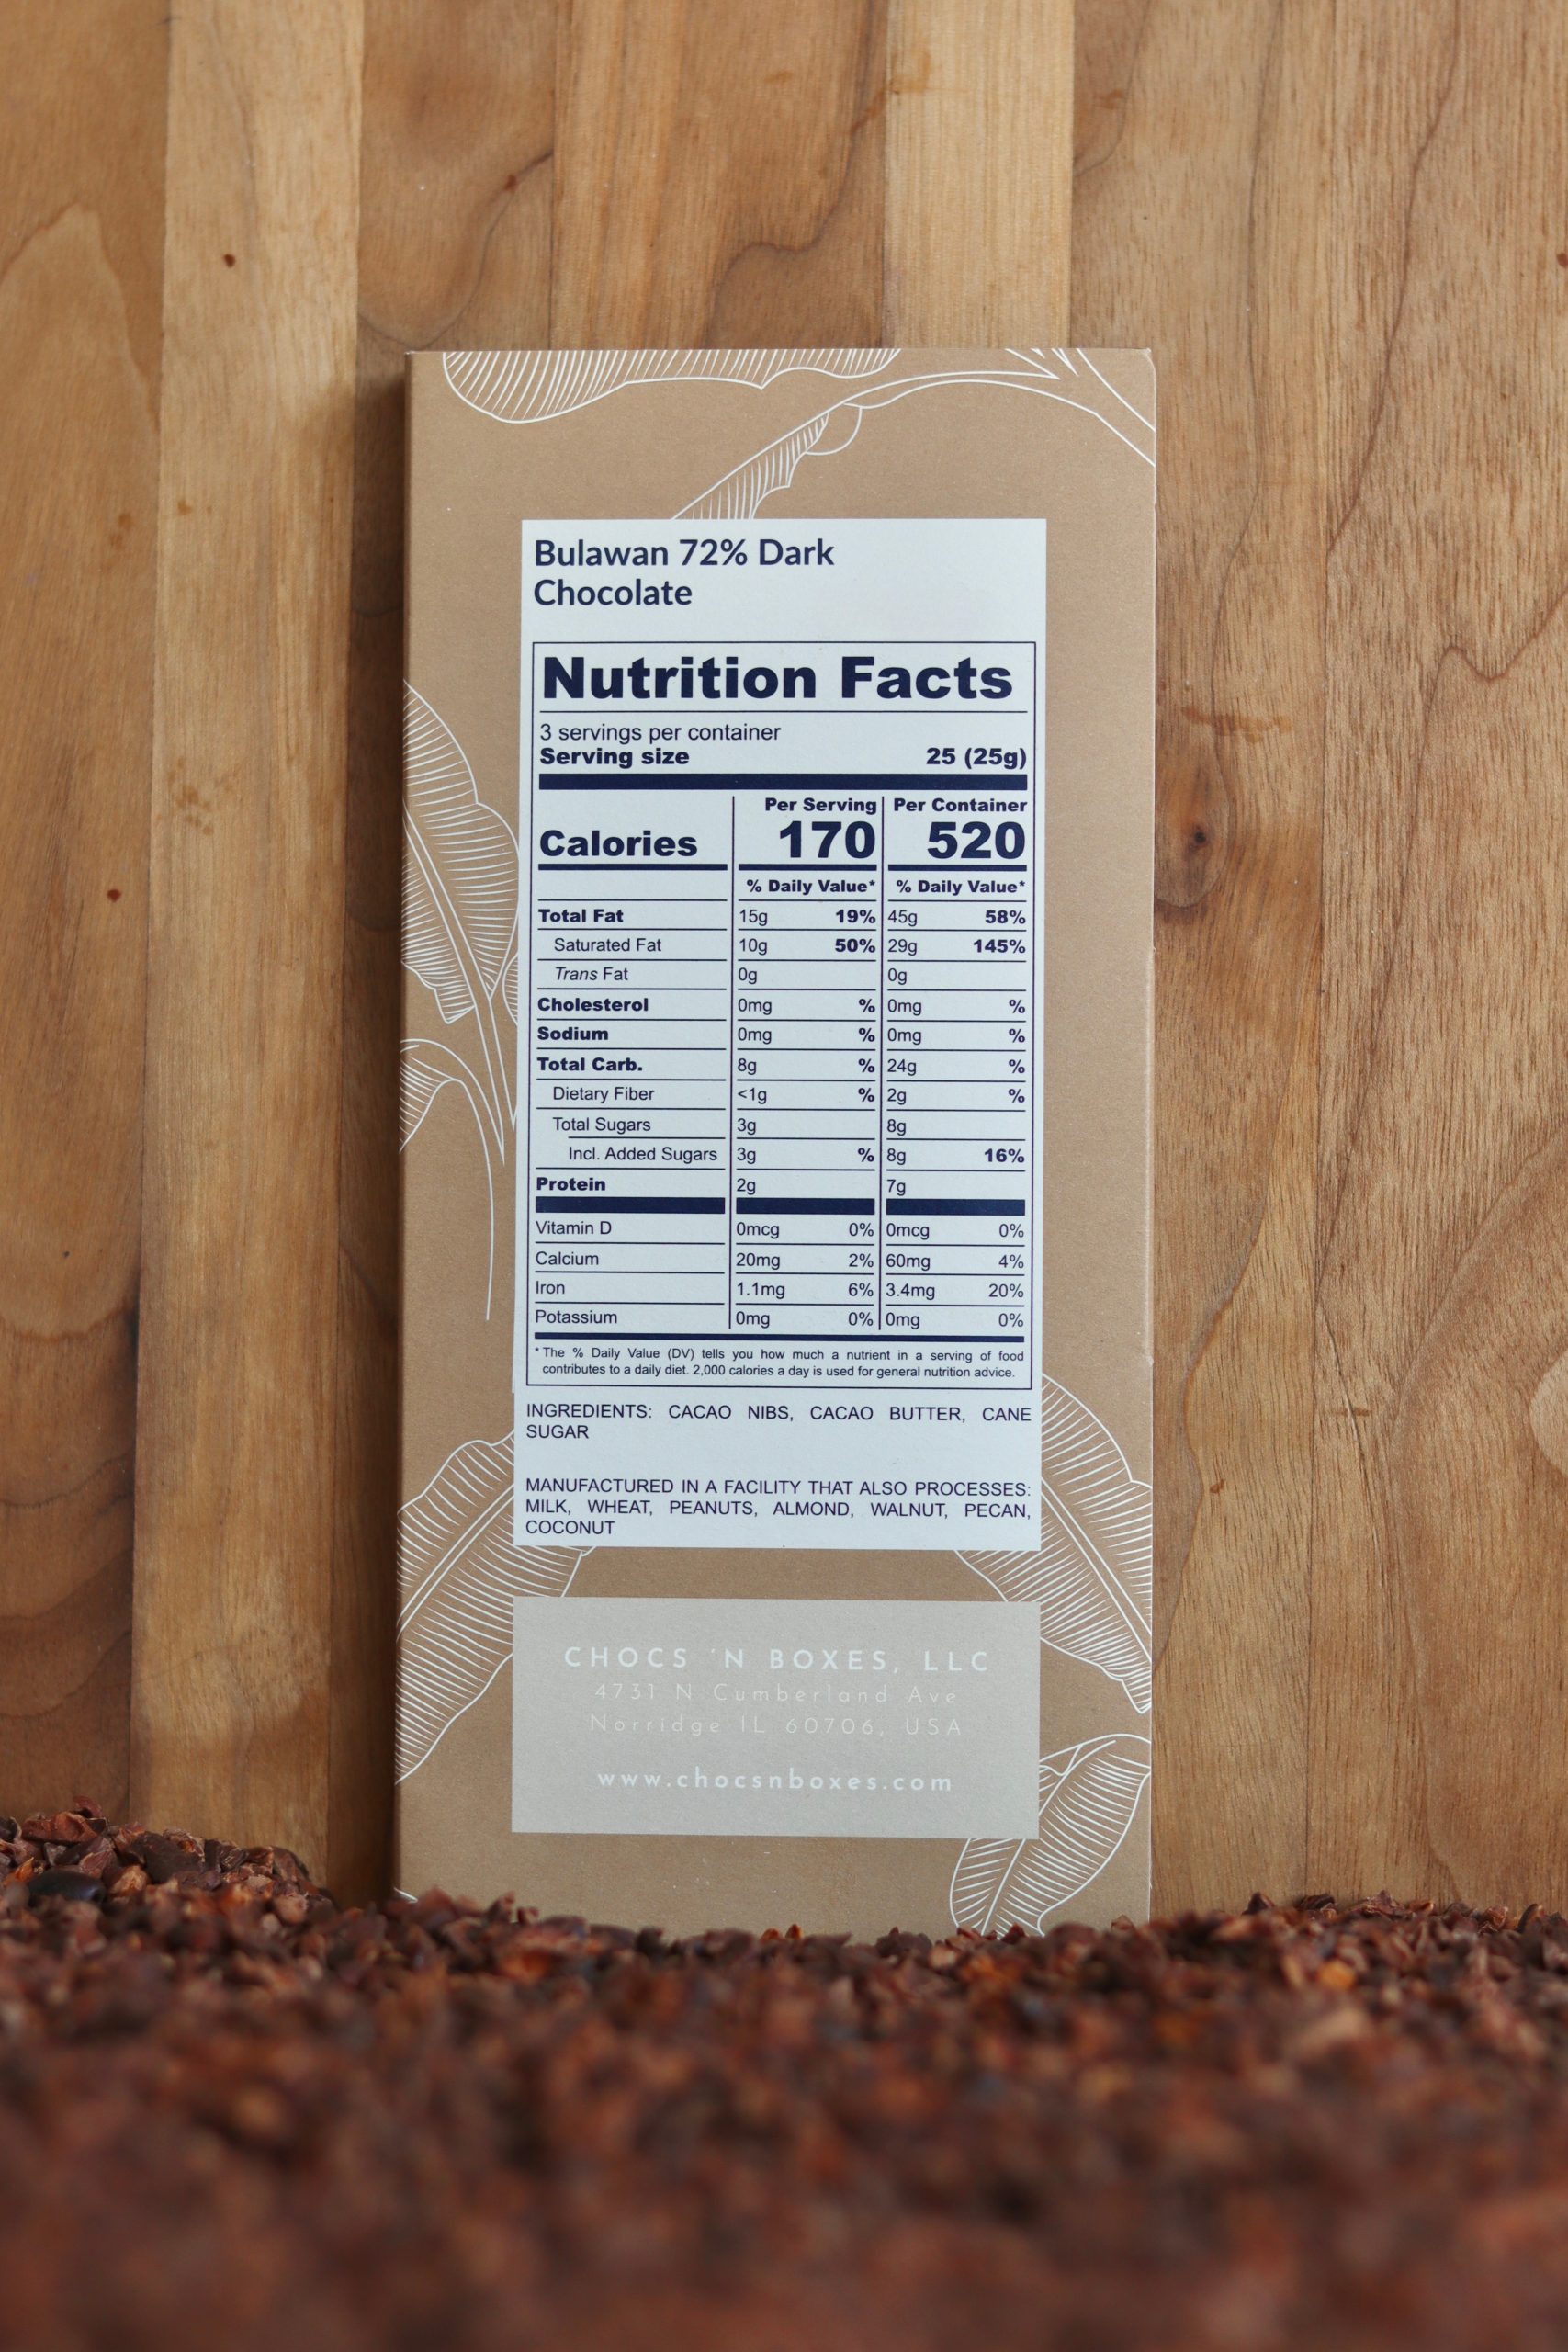 Bulawan 72% Dark
Chocolate
Nutrition Facts
3 servings per container
Serving size 25 (25g)
Per Serving Per Container
Calories 170 520
% Daily Value* % Daily Value*
Total Fat 15g 19% 45g 58%
Saturated Fat 10g 50% 29g 145%
Trans Fat 0g 0g
Cholesterol 0mg % 0mg %
Sodium 0mg % 0mg %
Total Carb. 8g % 24g %
Dietary Fiber <1g % 2g %
Total Sugars 3g 8g
Incl. Added Sugars 3g % 8g 16%
Protein 2g 7g
Vitamin D 0mcg 0% 0mcg 0%
Calcium 20mg 2% 60mg 4%
Iron 1.1mg 6% 3.4mg 20%
Potassium 0mg 0% 0mg 0%
* The % Daily Value (DV) tells you how much a nutrient in a serving of food
contributes to a daily diet. 2,000 calories a day is used for general nutrition advice.
INGREDIENTS: CACAO NIBS, CACAO BUTTER, CANE
SUGAR
MANUFACTURED IN A FACILITY THAT ALSO PROCESSES:
MILK, WHEAT, PEANUTS, ALMOND, WALNUT, PECAN,
COCONUT
CHOCS 'N BOXES, LLC
4731 N Cumberland Ave
Norridge IL 60706, USA
www.chocsnboxes.com